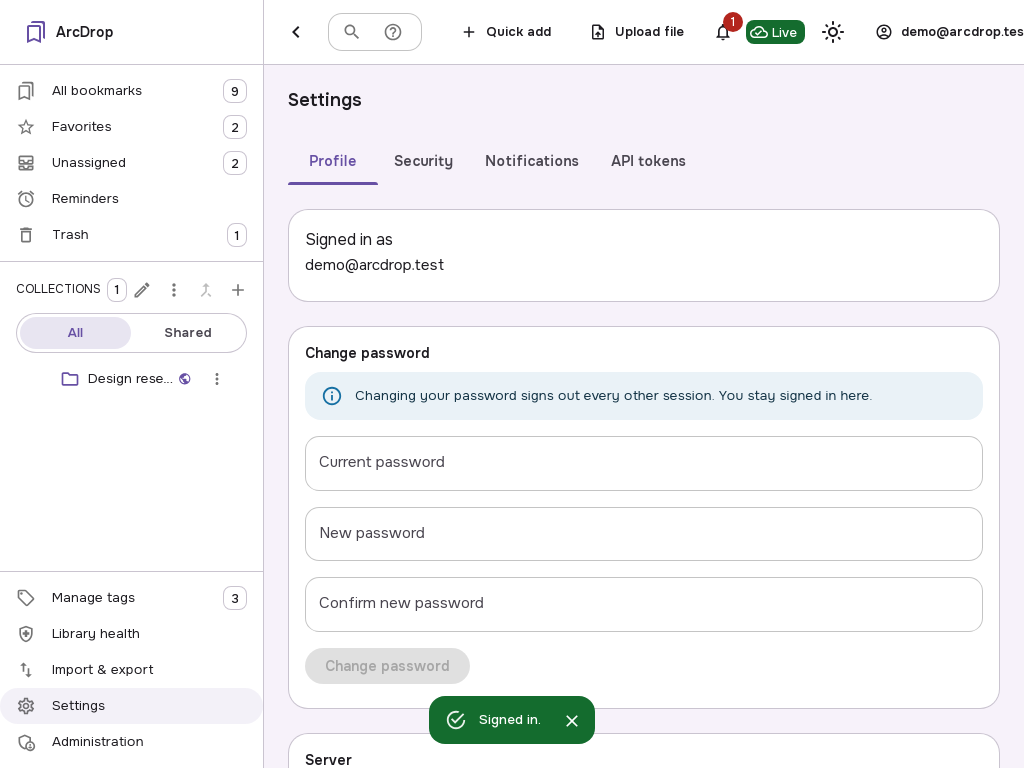 ArcDrop
Quick add
Upload file
1
Live
demo@arcdrop.tes
All bookmarks 9
Favorites 2
Unassigned 2
Reminders
Trash 1
COLLECTIONS 1
All Shared
Design rese...
Manage tags 3
Library health
Import & export
Settings
Administration
Settings
Profile Security Notifications API tokens
Signed in as
demo@arcdrop.test
Change password
Changing your password signs out every other session. You stay signed in here.
Current password
New password
Confirm new password
Change password
Signed in.
Server